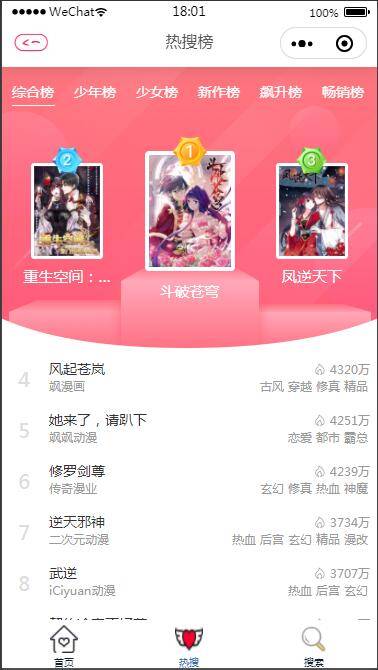 WeChat
18:01
100%
热搜榜
综合榜 少年榜 少女榜 新作榜 飙升榜 畅销榜
2
1
3
重生空间：...
斗破苍穹
凤逆天下
4
风起苍岚
4320万
飒漫画
古风 穿越 修真 精品
5
她来了，请趴下
4251万
飒飒动漫
恋爱 都市 霸总
6
修罗剑尊
4239万
传奇漫业
玄幻 修真 热血 神魔
7
逆天邪神
3734万
二次元动漫
热血 后宫 玄幻 精品 漫改
8
武逆
3707万
iCiyuan动漫
热血 后宫 玄幻
首页
热搜
搜索